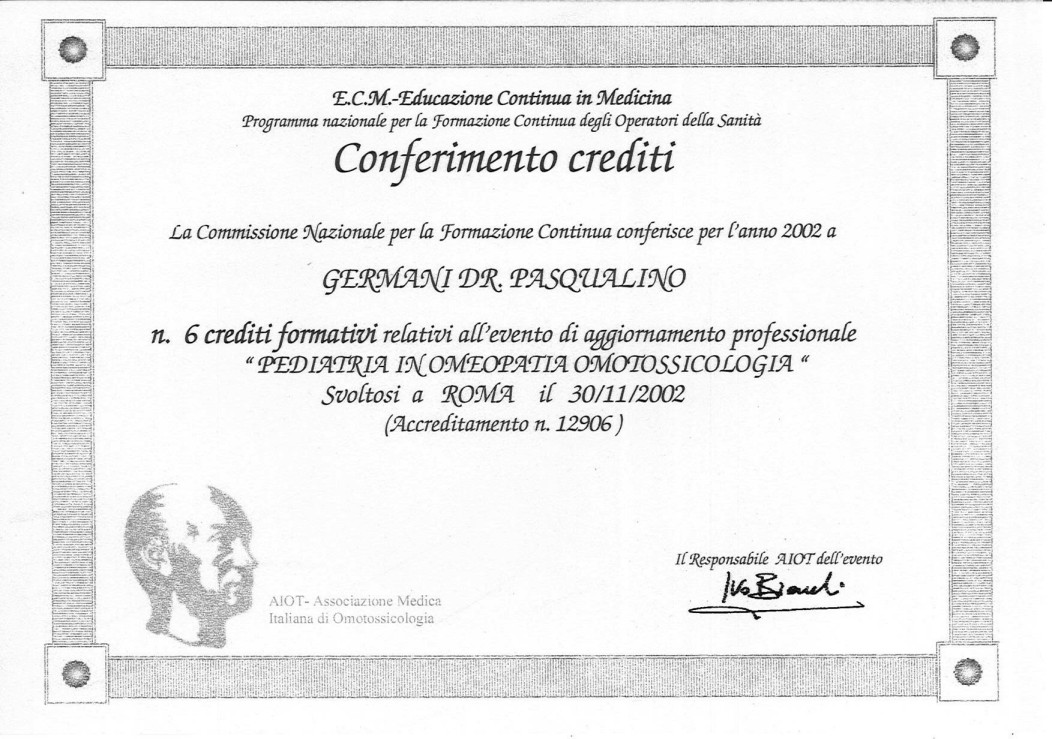 E.C.M.-Educazione Continua in Medicina
Programma nazionale per la Formazione Continua degli Operatori della Sanità
Conferimento crediti
La Commissione Nazionale per la Formazione Continua conferisce per l'anno 2002 a
GERMANI DR. PASQUALINO
n. 6 crediti formativi relativi all'evento di aggiornamento professionale
“ PEDIATRIA IN OMEOPATIA OMOTOSSICOLOGIA “
Svoltosi a ROMA il 30/11/2002
(Accreditamento n. 12906 )
Il Responsabile AIOT dell'evento
Ivo Bianchi
AIOT- Associazione Medica
Italiana di Omotossicologia